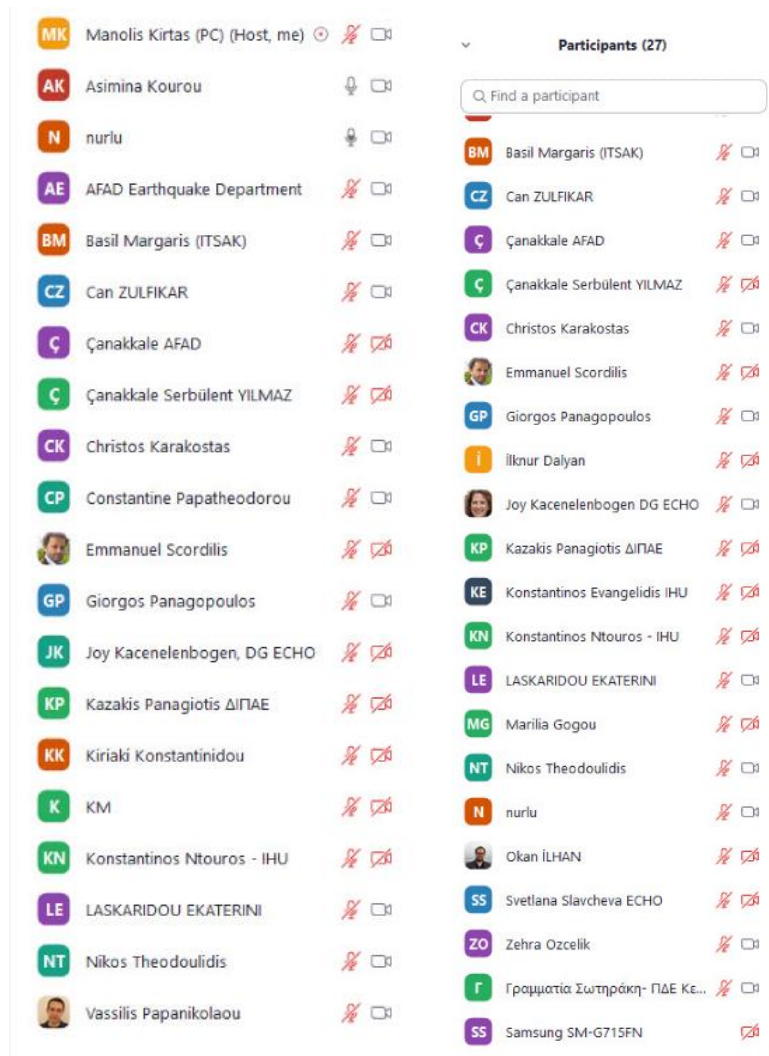 MK Manolis Kirtas (PC) (Host, me)
AK Asimina Kourou
N nurlu
AE AFAD Earthquake Department
BM Basil Margaris (ITSAK)
CZ Can ZULFIKAR
Ç Çanakkale AFAD
Ç Çanakkale Serbülent YILMAZ
CK Christos Karakostas
CP Constantine Papatheodorou
Emmanuel Scordilis
GP Giorgos Panagopoulos
JK Joy Kacenelenbogen, DG ECHO
KP Kazakis Panagiotis ΔΙΠΑΕ
KK Kiriaki Konstantinidou
K KM
KN Konstantinos Ntouros - IHU
LE LASKARIDOU EKATERINI
NT Nikos Theodoulidis
Vassilis Papanikolaou
Participants (27)
Find a participant
BM Basil Margaris (ITSAK)
CZ Can ZULFIKAR
Ç Çanakkale AFAD
Ç Çanakkale Serbülent YILMAZ
CK Christos Karakostas
Emmanuel Scordilis
GP Giorgos Panagopoulos
İ İlknur Dalyan
Joy Kacenelenbogen DG ECHO
KP Kazakis Panagiotis ΔΙΠΑΕ
KE Konstantinos Evangelidis IHU
KN Konstantinos Ntouros - IHU
LE LASKARIDOU EKATERINI
MG Marilia Gogou
NT Nikos Theodoulidis
N nurlu
Okan İLHAN
SS Svetlana Slavcheva ECHO
ZO Zehra Ozcelik
Γ Γραμματία Σωτηράκη- ΠΔΕ Κε...
SS Samsung SM-G715FN